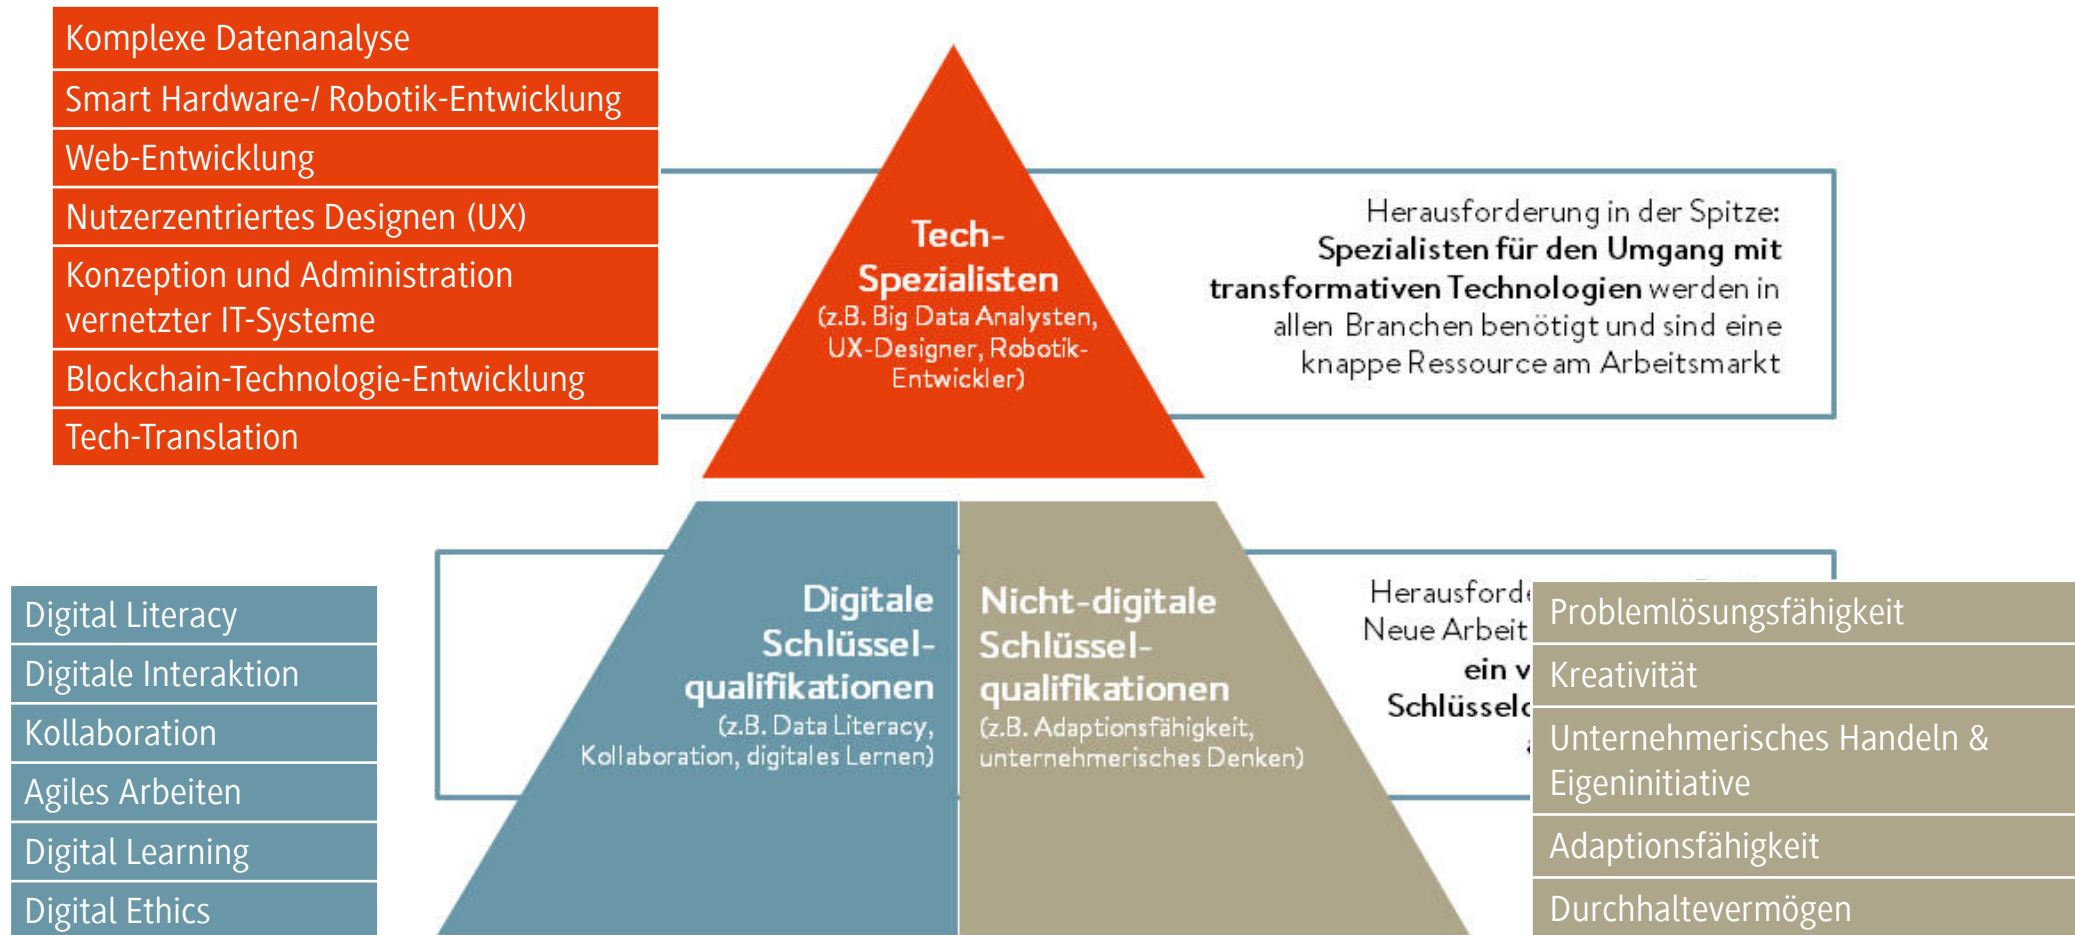 Komplexe Datenanalyse
Smart Hardware-/ Robotik-Entwicklung
Web-Entwicklung
Nutzerzentriertes Designen (UX)
Konzeption und Administration
vernetzter IT-Systeme
Blockchain-Technologie-Entwicklung
Tech-Translation
Tech-
Spezialisten
(z.B. Big Data Analysten,
UX-Designer, Robotik-
Entwickler)
Herausforderung in der Spitze:
Spezialisten für den Umgang mit
transformativen Technologien werden in
allen Branchen benötigt und sind eine
knappe Ressource am Arbeitsmarkt
Digital Literacy
Digitale Interaktion
Kollaboration
Agiles Arbeiten
Digital Learning
Digital Ethics
Digitale
Schlüssel-
qualifikationen
(z.B. Data Literacy,
Kollaboration, digitales Lernen)
Nicht-digitale
Schlüssel-
qualifikationen
(z.B. Adaptionsfähigkeit,
unternehmerisches Denken)
Neue
ein
Problemlösungsfähigkeit
Kreativität
Unternehmerisches Handeln &
Eigeninitiative
Adaptionsfähigkeit
Durchhaltevermögen